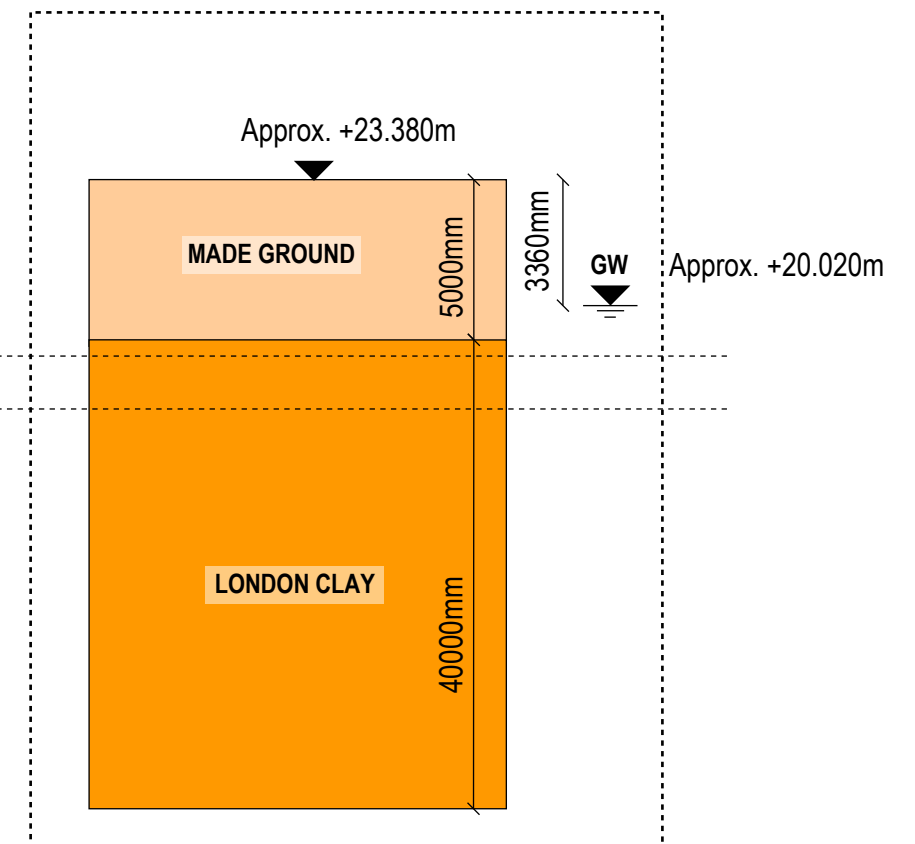 Approx. +23.380m
MADE GROUND
5000mm
3360mm
GW
Approx. +20.020m
LONDON CLAY
40000mm